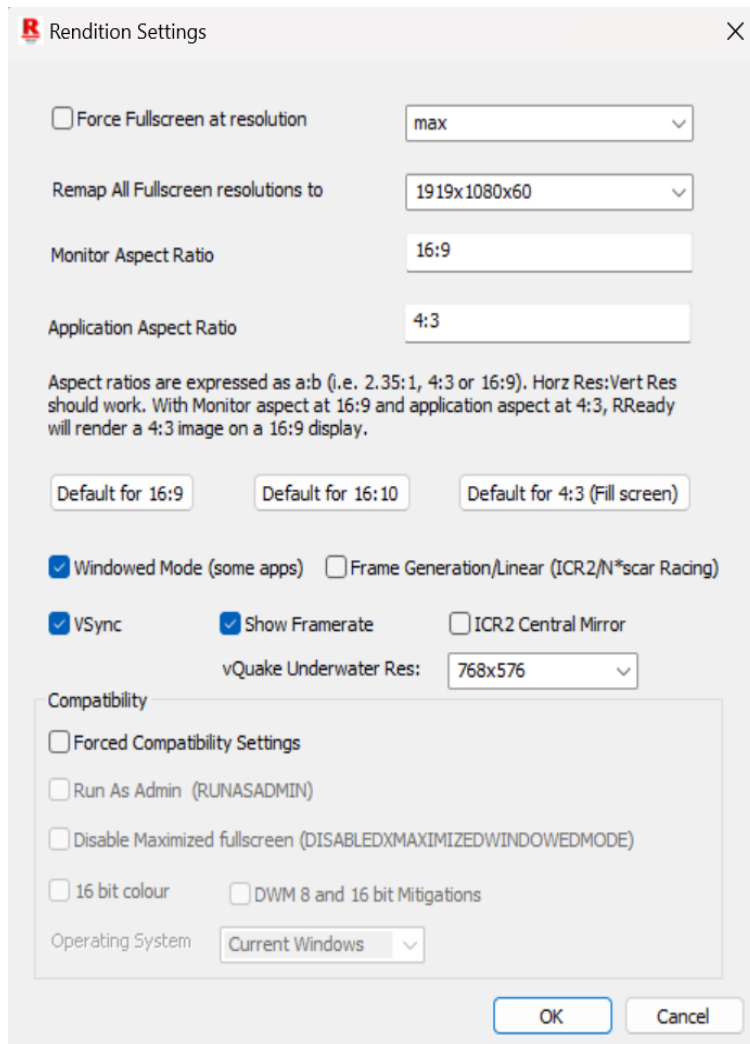 Rendition Settings
Force Fullscreen at resolution max
Remap All Fullscreen resolutions to 1919x1080x60
Monitor Aspect Ratio 16:9
Application Aspect Ratio 4:3
Aspect ratios are expressed as a:b (i.e. 2.35:1, 4:3 or 16:9). Horz Res:Vert Res
should work. With Monitor aspect at 16:9 and application aspect at 4:3, RReady
will render a 4:3 image on a 16:9 display.
Default for 16:9 Default for 16:10 Default for 4:3 (Fill screen)
Windowed Mode (some apps) Frame Generation/Linear (ICR2/N*scar Racing)
VSync Show Framerate ICR2 Central Mirror
vQuake Underwater Res: 768x576
Compatibility
Forced Compatibility Settings
Run As Admin (RUNASADMIN)
Disable Maximized fullscreen (DISABLEDXMAXIMIZEDWINDOWEDMODE)
16 bit colour DWM 8 and 16 bit Mitigations
Operating System Current Windows
OK Cancel